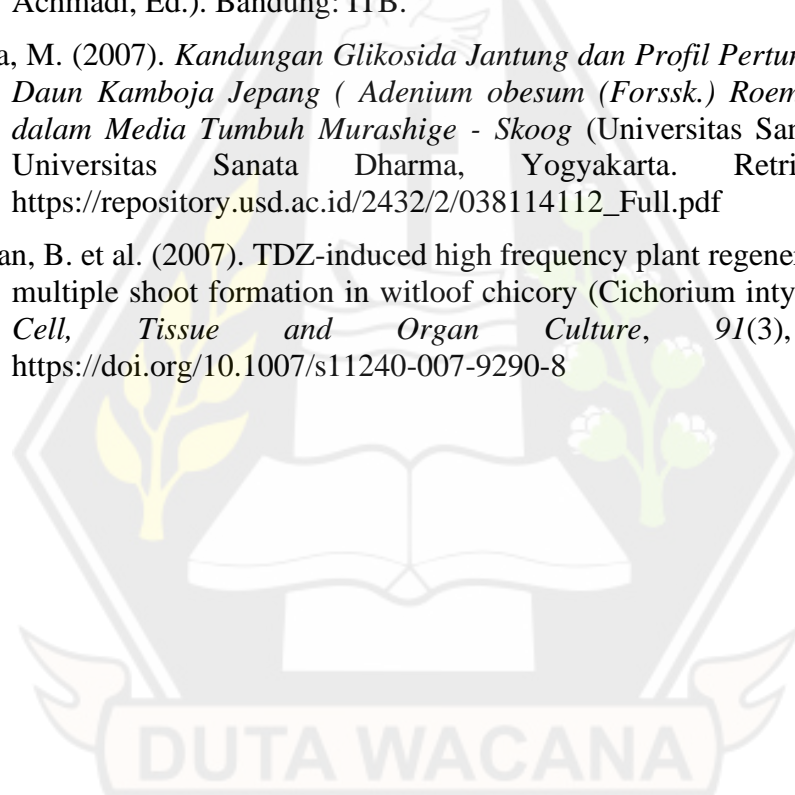 Achmadi, Ed.). Bandung: ITB.
a, M. (2007). Kandungan Glikosida Jantung dan Profil Pertu
Daun Kamboja Jepang ( Adenium obesum (Forssk.) Roem
dalam Media Tumbuh Murashige - Skoog (Universitas Sar
Universitas Sanata Dharma, Yogyakarta. Retri
https://repository.usd.ac.id/2432/2/038114112_Full.pdf
an, B. et al. (2007). TDZ-induced high frequency plant regene
multiple shoot formation in witloof chicory (Cichorium inty
Cell, Tissue and Organ Culture, 91(3),
https://doi.org/10.1007/s11240-007-9290-8
DUTA WACANA